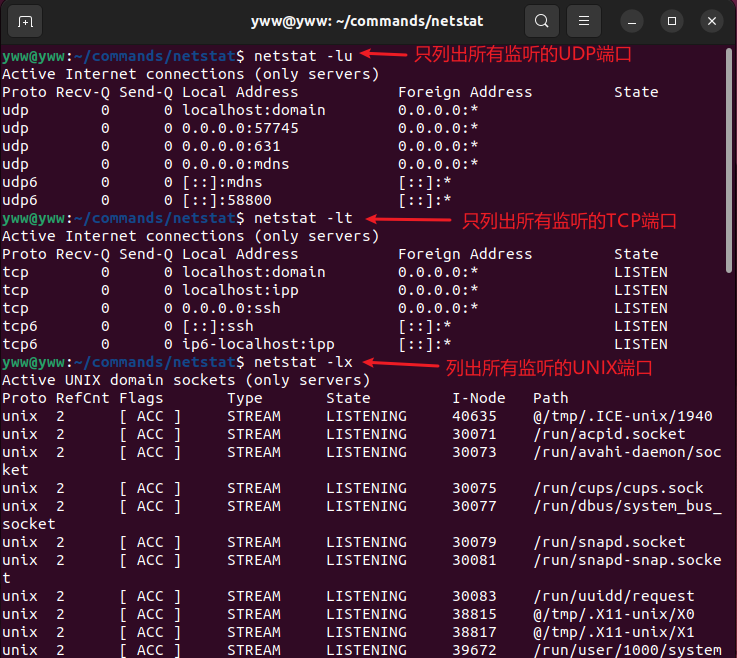 yww@yww: ~/commands/netstat
yww@yww:~/commands/netstat$ netstat -lu 只列出所有监听的UDP端口
Active Internet connections (only servers)
Proto Recv-Q Send-Q Local Address Foreign Address State
udp 0 0 localhost:domain 0.0.0.0:*
udp 0 0 0.0.0.0:57745 0.0.0.0:*
udp 0 0 0.0.0.0:631 0.0.0.0:*
udp 0 0 0.0.0.0:mdns 0.0.0.0:*
udp6 0 0 [::]:mdns [::]:*
udp6 0 0 [::]:58800 [::]:*
yww@yww:~/commands/netstat$ netstat -lt 只列出所有监听的TCP端口
Active Internet connections (only servers)
Proto Recv-Q Send-Q Local Address Foreign Address State
tcp 0 0 localhost:domain 0.0.0.0:* LISTEN
tcp 0 0 localhost:ipp 0.0.0.0:* LISTEN
tcp 0 0 0.0.0.0:ssh 0.0.0.0:* LISTEN
tcp6 0 0 [::]:ssh [::]:* LISTEN
tcp6 0 0 ip6-localhost:ipp [::]:* LISTEN
yww@yww:~/commands/netstat$ netstat -lx 列出所有监听的UNIX端口
Active UNIX domain sockets (only servers)
Proto RefCnt Flags Type State I-Node Path
unix 2 [ ACC ] STREAM LISTENING 40635 @/tmp/.ICE-unix/1940
unix 2 [ ACC ] STREAM LISTENING 30071 /run/acpid.socket
unix 2 [ ACC ] STREAM LISTENING 30073 /run/avahi-daemon/soc
ket
unix 2 [ ACC ] STREAM LISTENING 30075 /run/cups/cups.sock
unix 2 [ ACC ] STREAM LISTENING 30077 /run/dbus/system_bus_
socket
unix 2 [ ACC ] STREAM LISTENING 30079 /run/snapd.socket
unix 2 [ ACC ] STREAM LISTENING 30081 /run/snapd-snap.socke
t
unix 2 [ ACC ] STREAM LISTENING 30083 /run/uuidd/request
unix 2 [ ACC ] STREAM LISTENING 38815 @/tmp/.X11-unix/X0
unix 2 [ ACC ] STREAM LISTENING 38817 @/tmp/.X11-unix/X1
unix 2 [ ACC ] STREAM LISTENING 39672 /run/user/1000/system